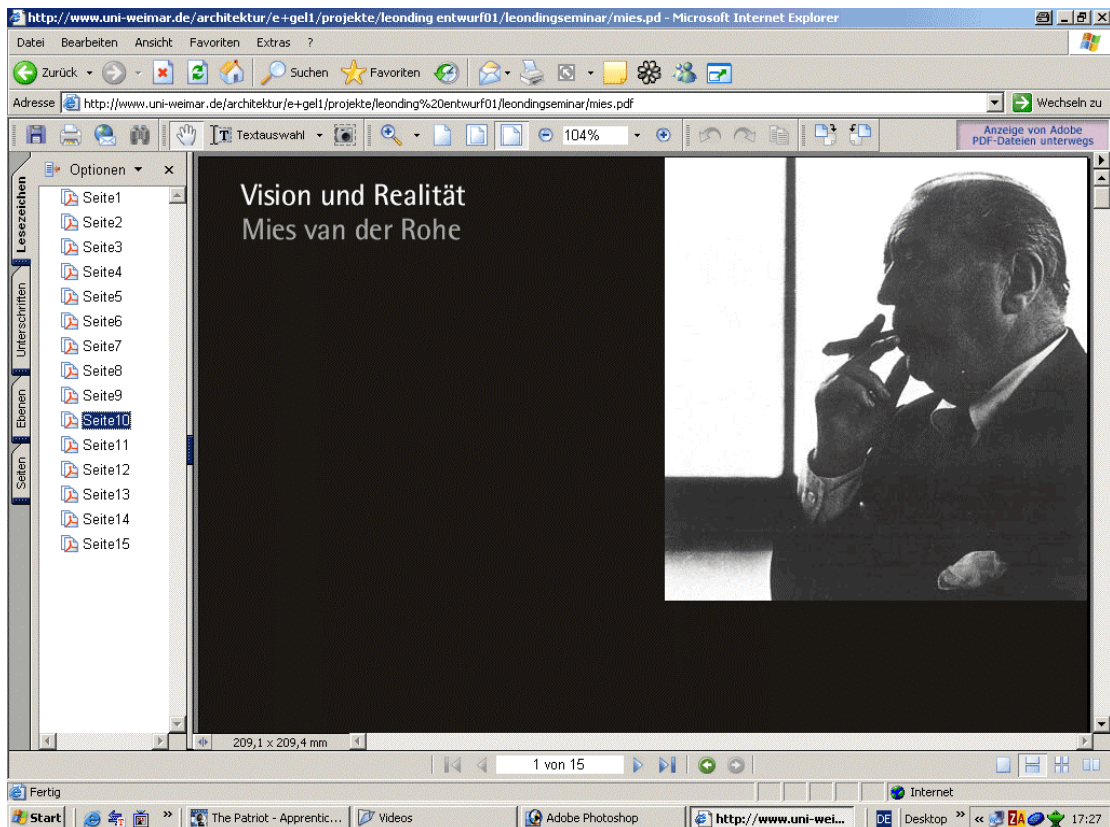 http://www.uni-weimar.de/architektur/e+gel1/projekte/leonding entwurf01/leondingseminar/mies.pd - Microsoft Internet Explorer
Datei Bearbeiten Ansicht Favoriten Extras ?
Zurück Suchen Favoriten
Adresse http://www.uni-weimar.de/architektur/e+gel1/projekte/leonding%20entwurf01/leondingseminar/mies.pdf Wechseln zu
Textauswahl 104% Anzeige von Adobe
PDF-Dateien unterwegs
Optionen
Lesezeichen
Unterschriften
Ebenen
Seiten
Seite1
Seite2
Seite3
Seite4
Seite5
Seite6
Seite7
Seite8
Seite9
Seite10
Seite11
Seite12
Seite13
Seite14
Seite15
Vision und Realität
Mies van der Rohe
209,1 x 209,4 mm
1 von 15
Fertig Internet
Start The Patriot - Apprentic... Videos Adobe Photoshop http://www.uni-wei... DE Desktop ZA 17:27